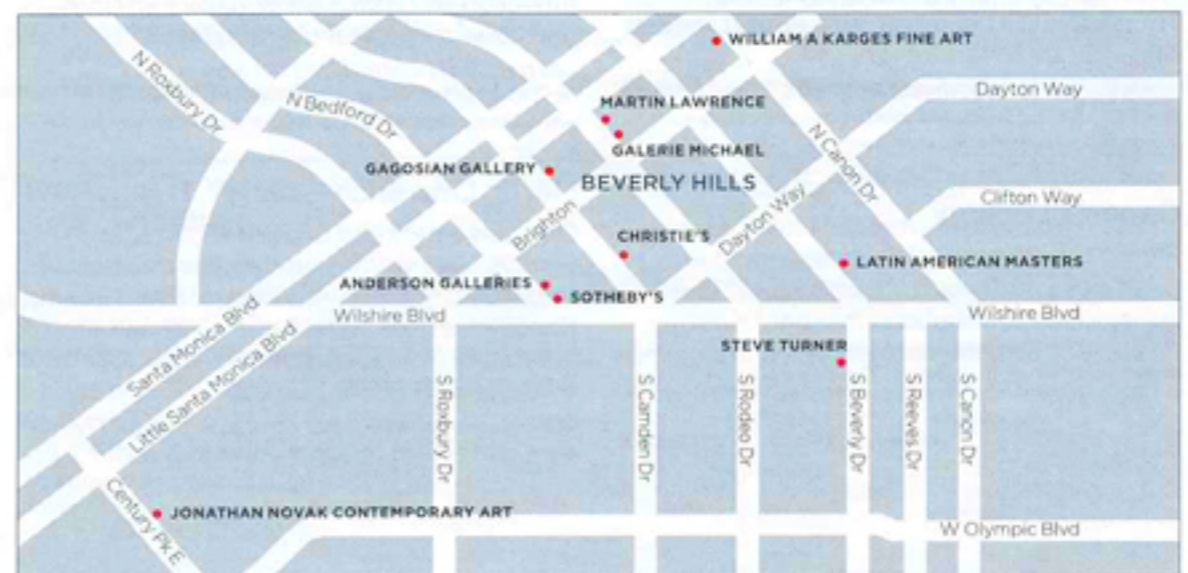 WILLIAM A KARGES FINE ART
N Roxbury Dr
Dayton Way
N Bedford Dr
MARTIN LAWRENCE
N Canon Dr
GALERIE MICHAEL
GAGOSIAN GALLERY
BEVERLY HILLS
Clifton Way
Brighton
Dayton Way
CHRISTIE'S
LATIN AMERICAN MASTERS
ANDERSON GALLERIES
SOTHEBY'S
Wilshire Blvd
Wilshire Blvd
Santa Monica Blvd
Little Santa Monica Blvd
STEVE TURNER
S Roxbury Dr
S Camden Dr
S Rodeo Dr
S Beverly Dr
S Reeves Dr
S Canon Dr
Century Pk E
JONATHAN NOVAK CONTEMPORARY ART
W Olympic Blvd